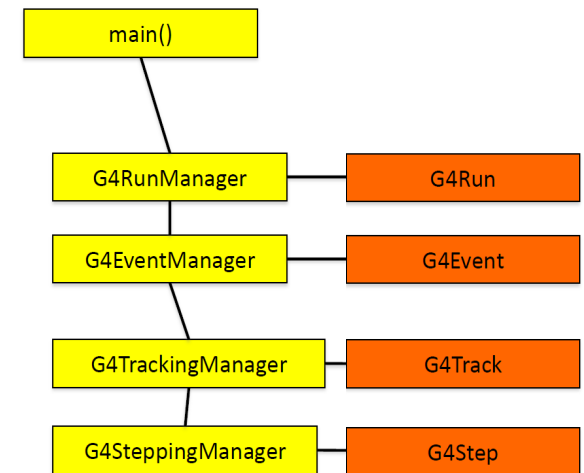 main()
G4RunManager
G4Run
G4EventManager
G4Event
G4TrackingManager
G4Track
G4SteppingManager
G4Step